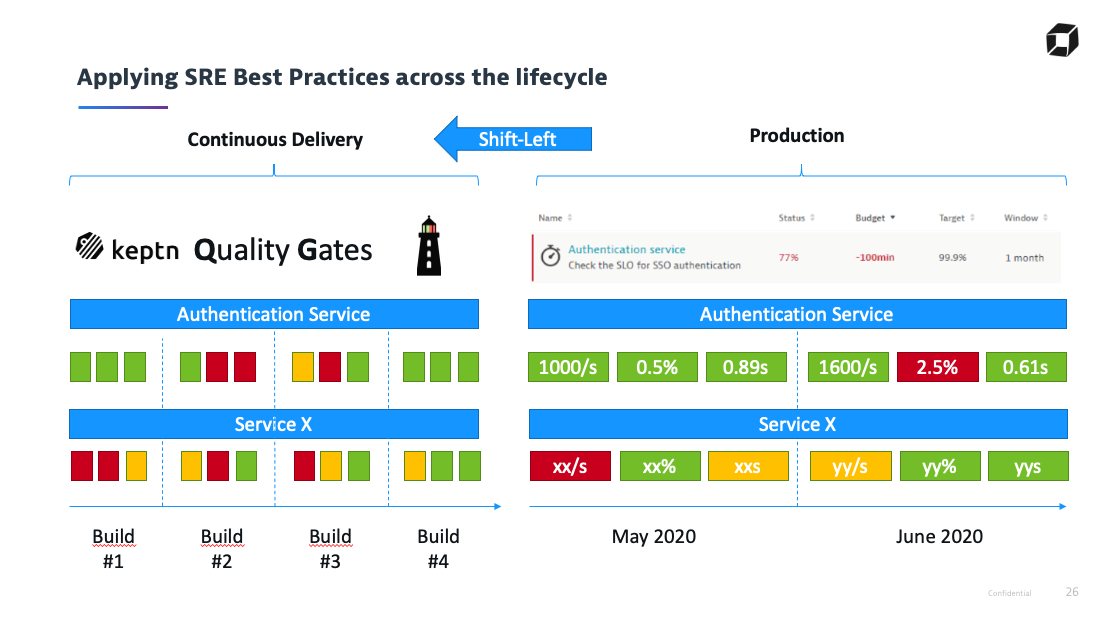 Applying SRE Best Practices across the lifecycle
Continuous Delivery
Shift-Left
Production
keptn Quality Gates
Name Status Budget Target Window
Authentication service
Check the SLO for SSO authentication
77% -100min 99.9% 1 month
Authentication Service
Authentication Service
1000/s 0.5% 0.89s 1600/s 2.5% 0.61s
Service X
Service X
xx/s xx% xxs yy/s yy% yys
Build
#1
Build
#2
Build
#3
Build
#4
May 2020
June 2020
Confidential 26